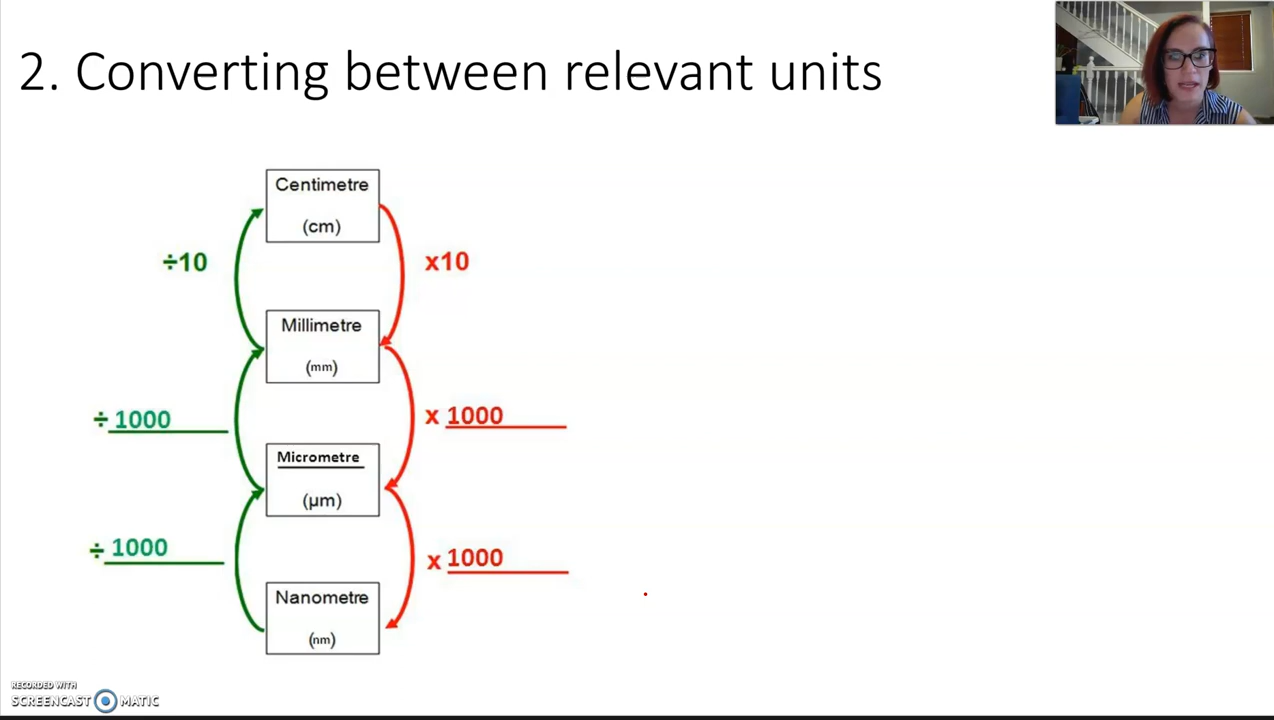 2. Converting between relevant units
Centimetre
(cm)
÷10
x10
Millimetre
(mm)
÷ 1000
x 1000
Micrometre
(µm)
÷ 1000
x 1000
Nanometre
(nm)
RECORDED WITH
SCREENCAST MATIC